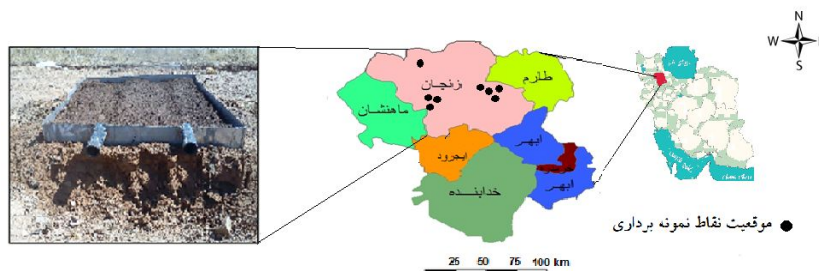 N
W E
S
زنجان
طارم
ماهنشان
ابهر
ایجرود
ابهر
خدابنده
موقعیت نقاط نمونه برداری
25 50 75 100 km